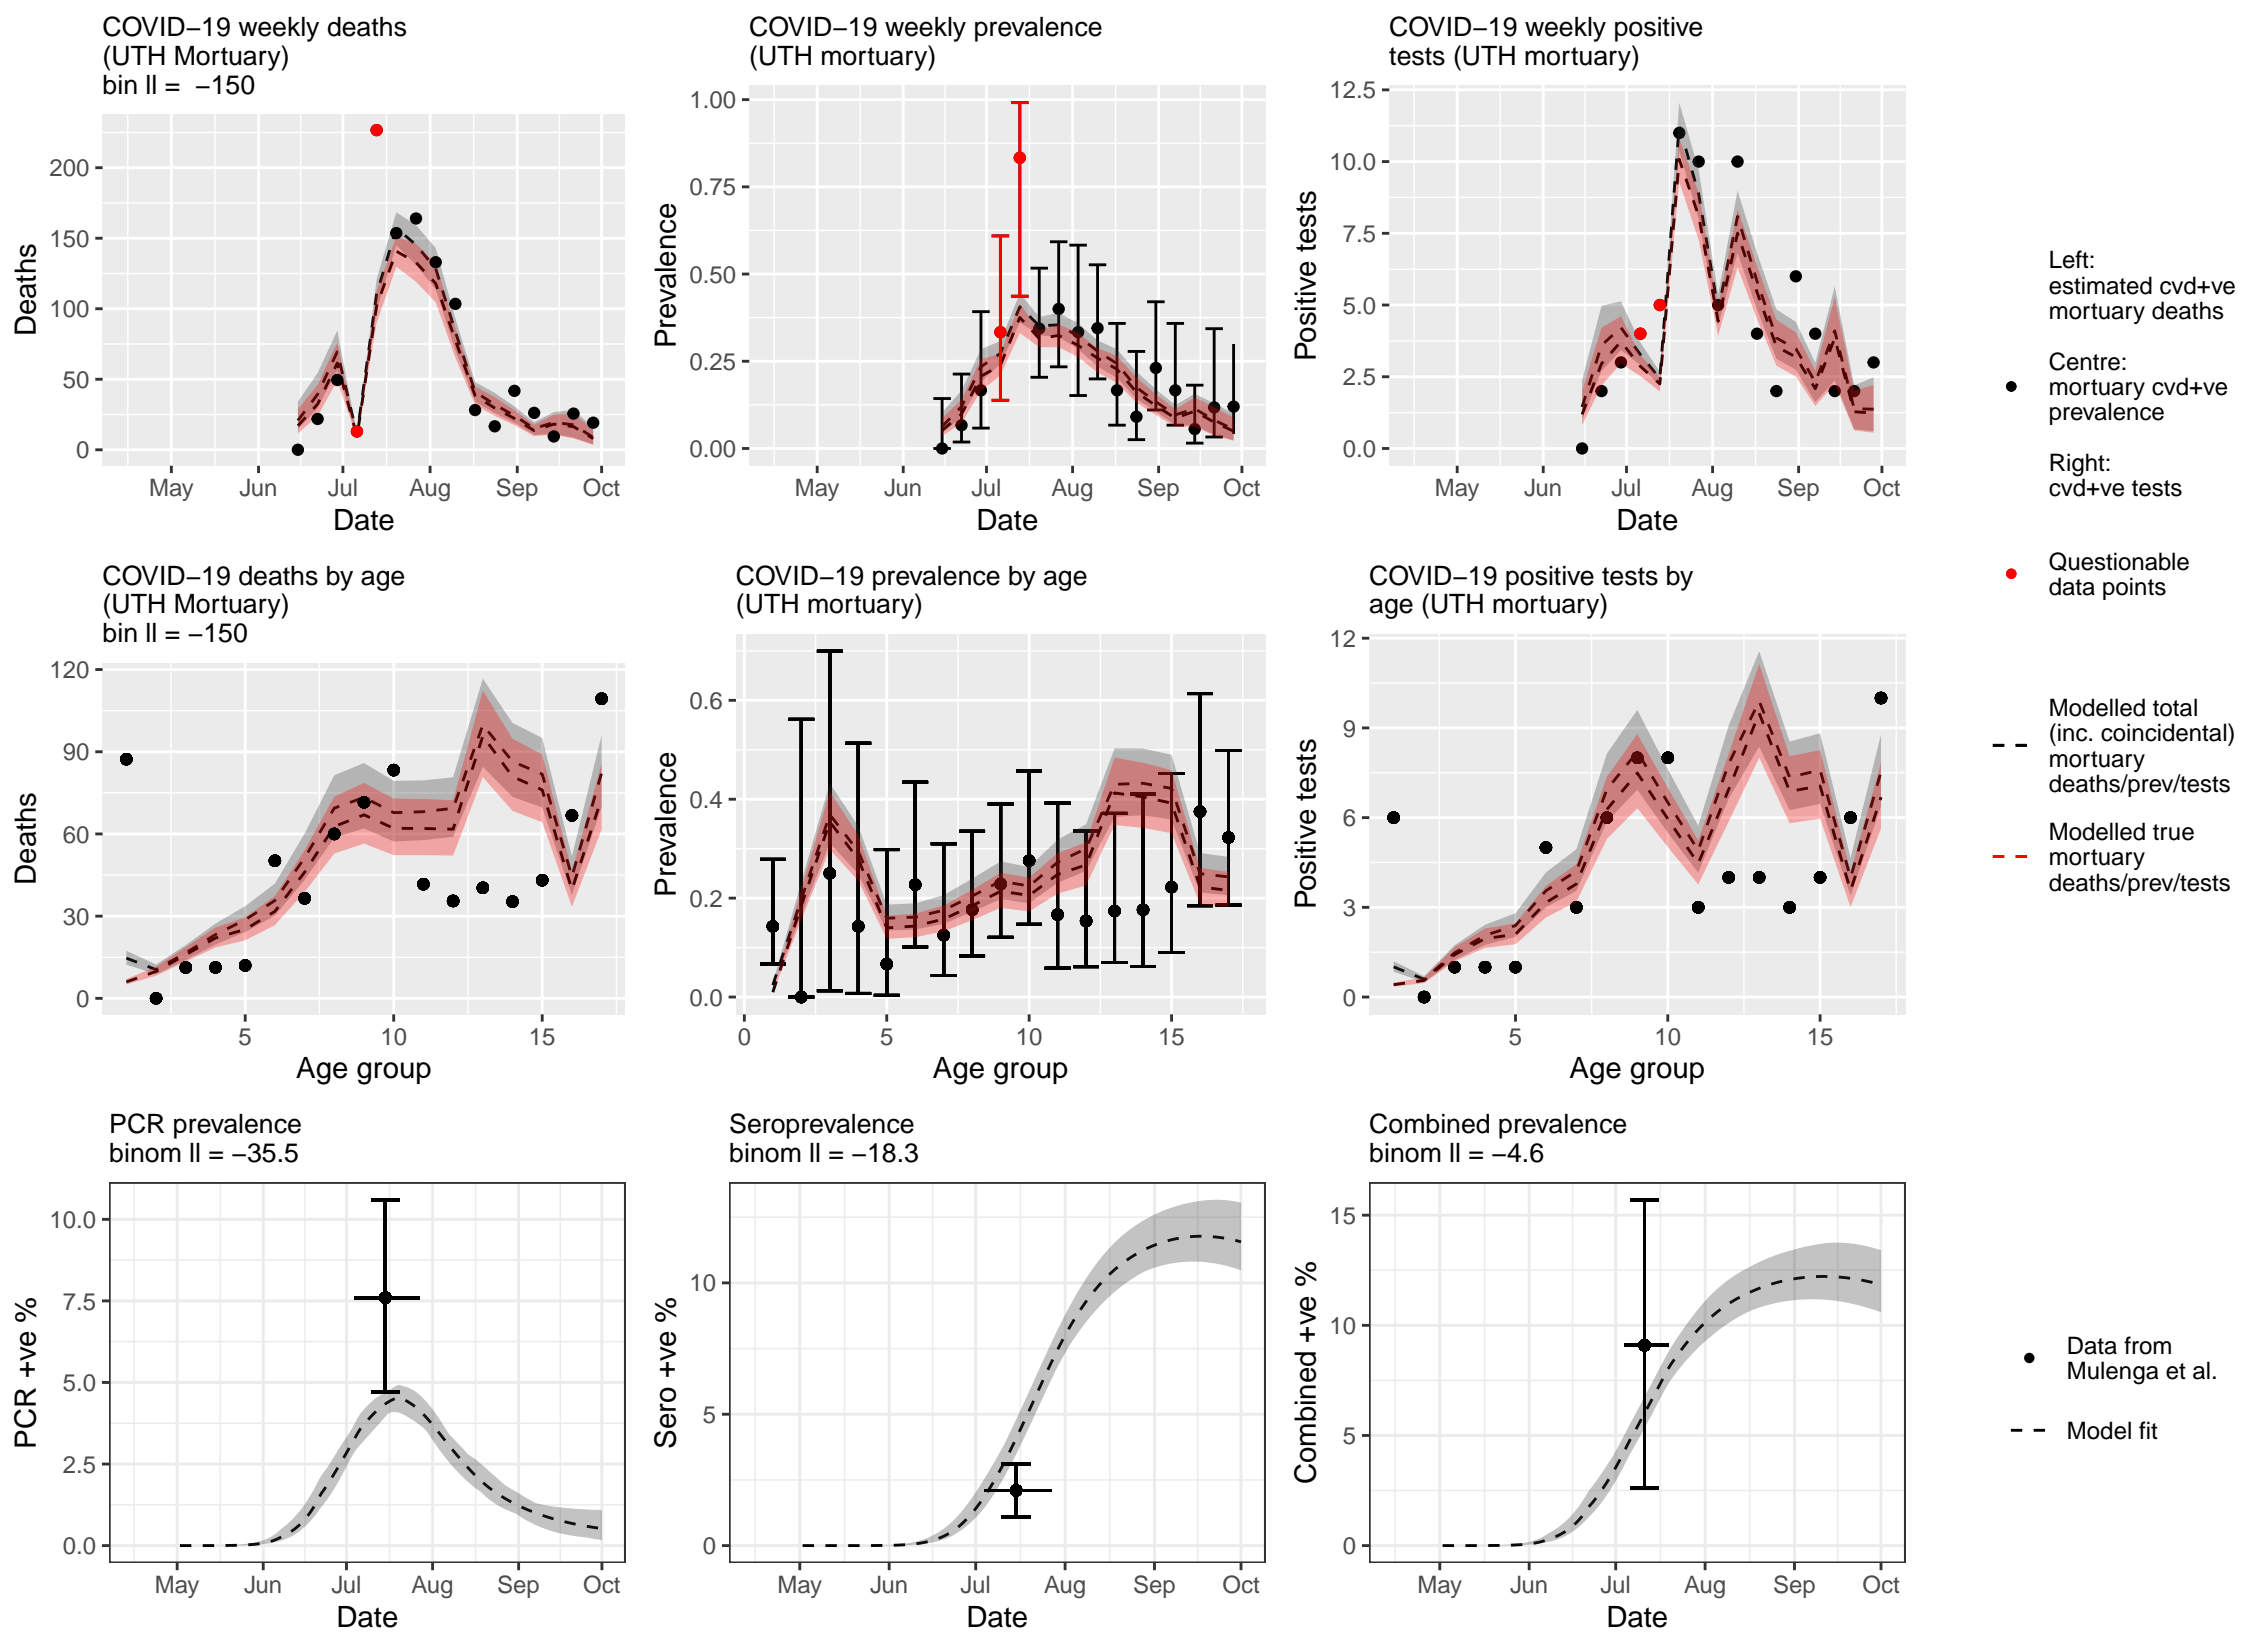 COVID−19 weekly deaths
(UTH Mortuary)
bin ll =  −150
200
150
100
50
0
Deaths
May Jun Jul Aug Sep Oct
Date
COVID−19 weekly prevalence
(UTH mortuary)
1.00
0.75
0.50
0.25
0.00
Prevalence
May Jun Jul Aug Sep Oct
Date
COVID−19 weekly positive
tests (UTH mortuary)
12.5
10.0
7.5
5.0
2.5
0.0
Positive tests
May Jun Jul Aug Sep Oct
Date
Left:
estimated cvd+ve
mortuary deaths
Centre:
mortuary cvd+ve
prevalence
Right:
cvd+ve tests
Questionable
data points
COVID−19 deaths by age
(UTH Mortuary)
bin ll = −150
120
90
60
30
0
Deaths
5 10 15
Age group
COVID−19 prevalence by age
(UTH mortuary)
0.6
0.4
0.2
0.0
Prevalence
0 5 10 15
Age group
COVID−19 positive tests by
age (UTH mortuary)
12
9
6
3
0
Positive tests
5 10 15
Age group
Modelled total
(inc. coincidental)
mortuary
deaths/prev/tests
Modelled true
mortuary
deaths/prev/tests
PCR prevalence
binom ll = −35.5
10.0
7.5
5.0
2.5
0.0
PCR +ve %
May Jun Jul Aug Sep Oct
Date
Seroprevalence
binom ll = −18.3
10
5
0
Sero +ve %
May Jun Jul Aug Sep Oct
Date
Combined prevalence
binom ll = −4.6
15
10
5
0
Combined +ve %
May Jun Jul Aug Sep Oct
Date
Data from
Mulenga et al.
Model fit